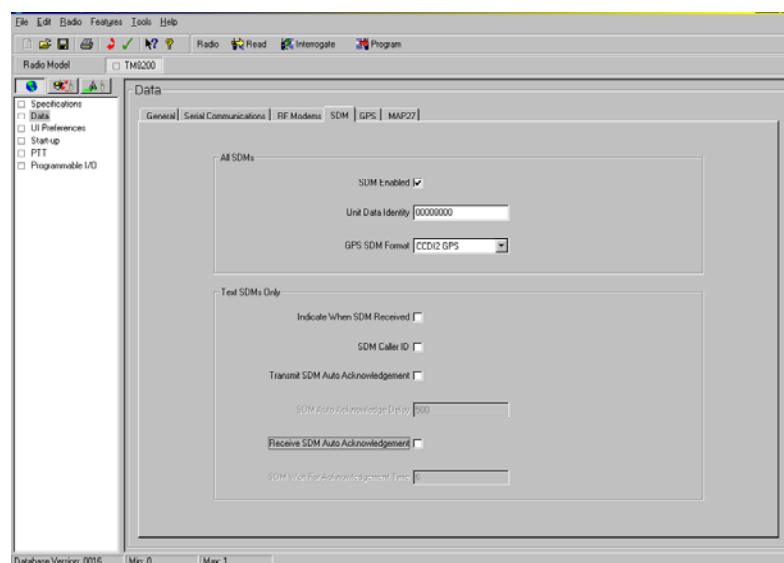 File Edit Radio Features Tools Help
Radio Read Interrogate Program
Radio Model TM8200
Specifications
Data
UI Preferences
Start-up
PTT
Programmable I/O
Data
General Serial Communications RF Modems SDM GPS MAP27
All SDMs
SDM Enabled
Unit Data Identity 00000000
GPS SDM Format CCDI2 GPS
Text SDMs Only
Indicate When SDM Received
SDM Caller ID
Transmit SDM Auto Acknowledgement
SDM Auto Acknowledge Delay 500
Receive SDM Auto Acknowledgement
SDM Wait For Acknowledgement Time
Database Version: 0016 Min: 0 Max: 1